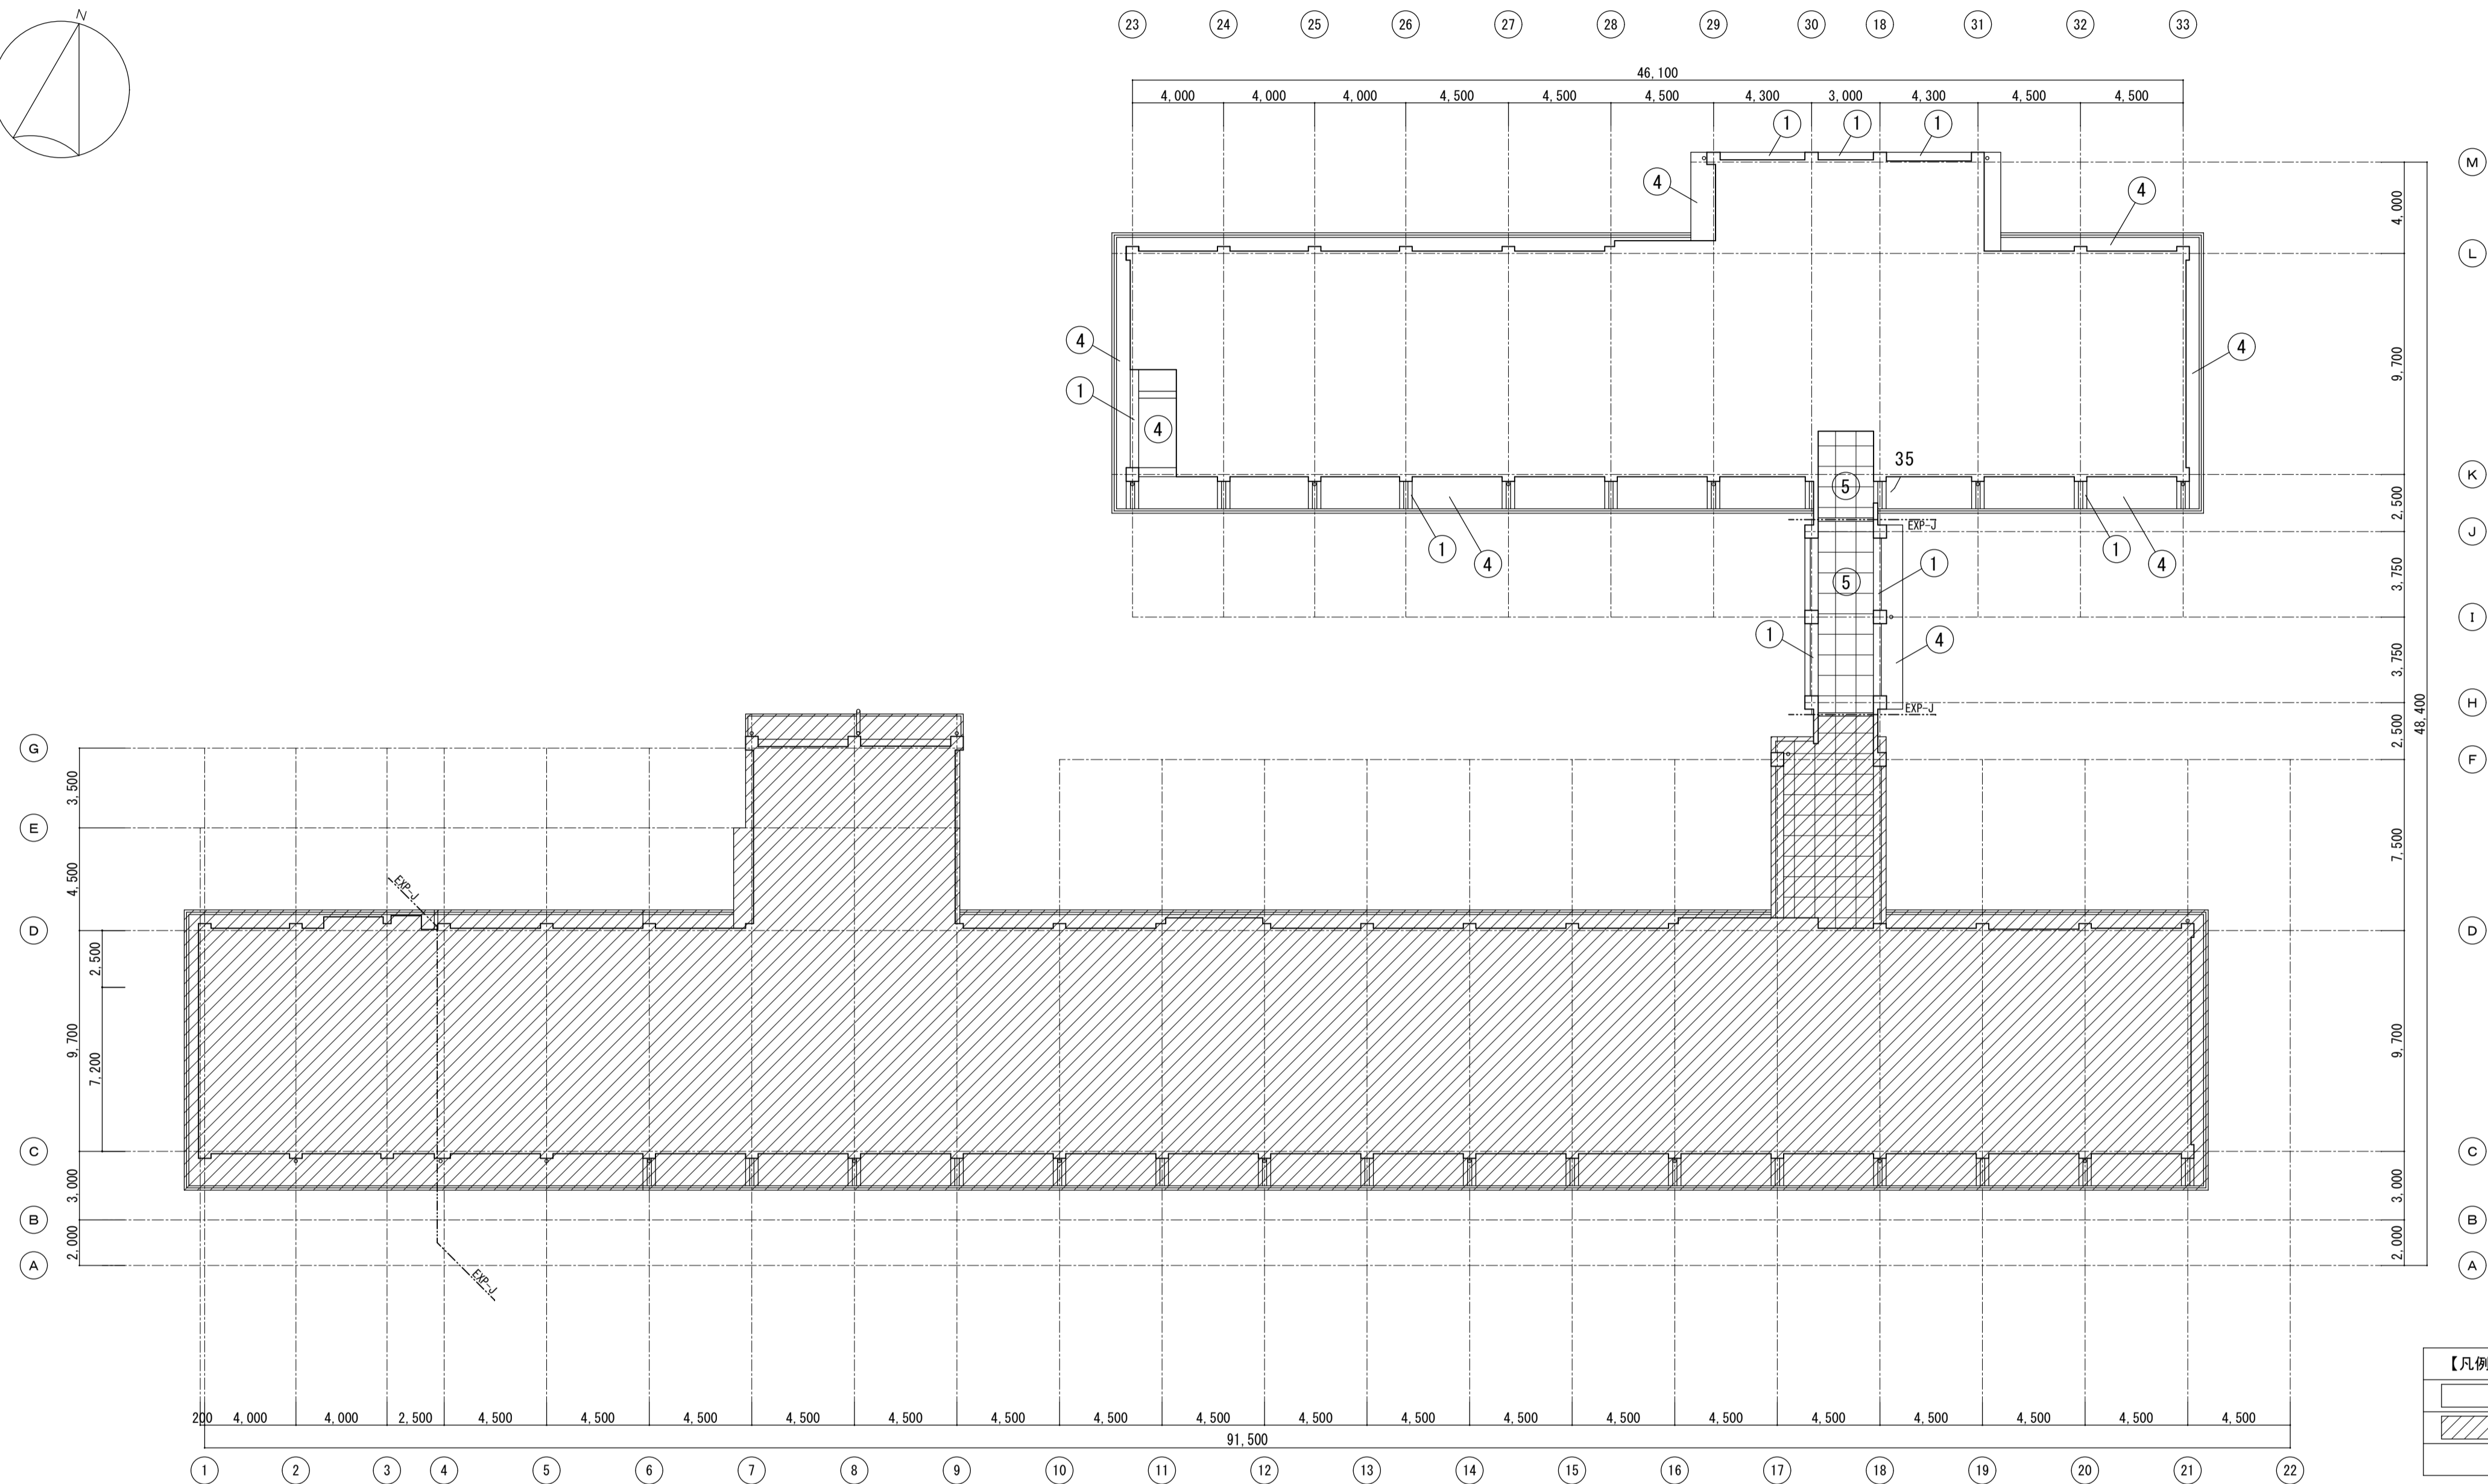 N
23 24 25 26 27 28 29 30 18 31 32 33
46,100
4,000 4,000 4,000 4,500 4,500 4,500 4,300 3,000 4,300 4,500 4,500
1 1 1
M
4 4
4,000
L
4 4
9,700
1
4
35
K
5
2,500
EXP-J
J
1 4 1 4
5 1
3,750
I
1 4
3,750
48,400
EXP-J
H
2,500
G
F
3,500
E
7,500
4,500
EXP-J
D D
2,500
9,700
7,200
9,700
C C
3,000 3,000
B B
2,000 2,000
A A
EXP-J
【凡例
200 4,000 4,000 2,500 4,500 4,500 4,500 4,500 4,500 4,500 4,500 4,500 4,500 4,500 4,500 4,500 4,500 4,500 4,500 4,500 4,500 4,500
91,500
1 2 3 4 5 6 7 8 9 10 11 12 13 14 15 16 17 18 19 20 21 22